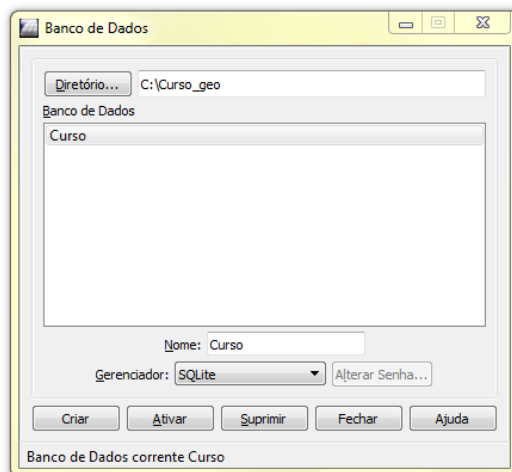 Banco de Dados
Diretório... C:\Curso_geo
Banco de Dados
Curso
Nome: Curso
Gerenciador: SQLite Alterar Senha...
Criar Ativar Suprimir Fechar Ajuda
Banco de Dados corrente Curso